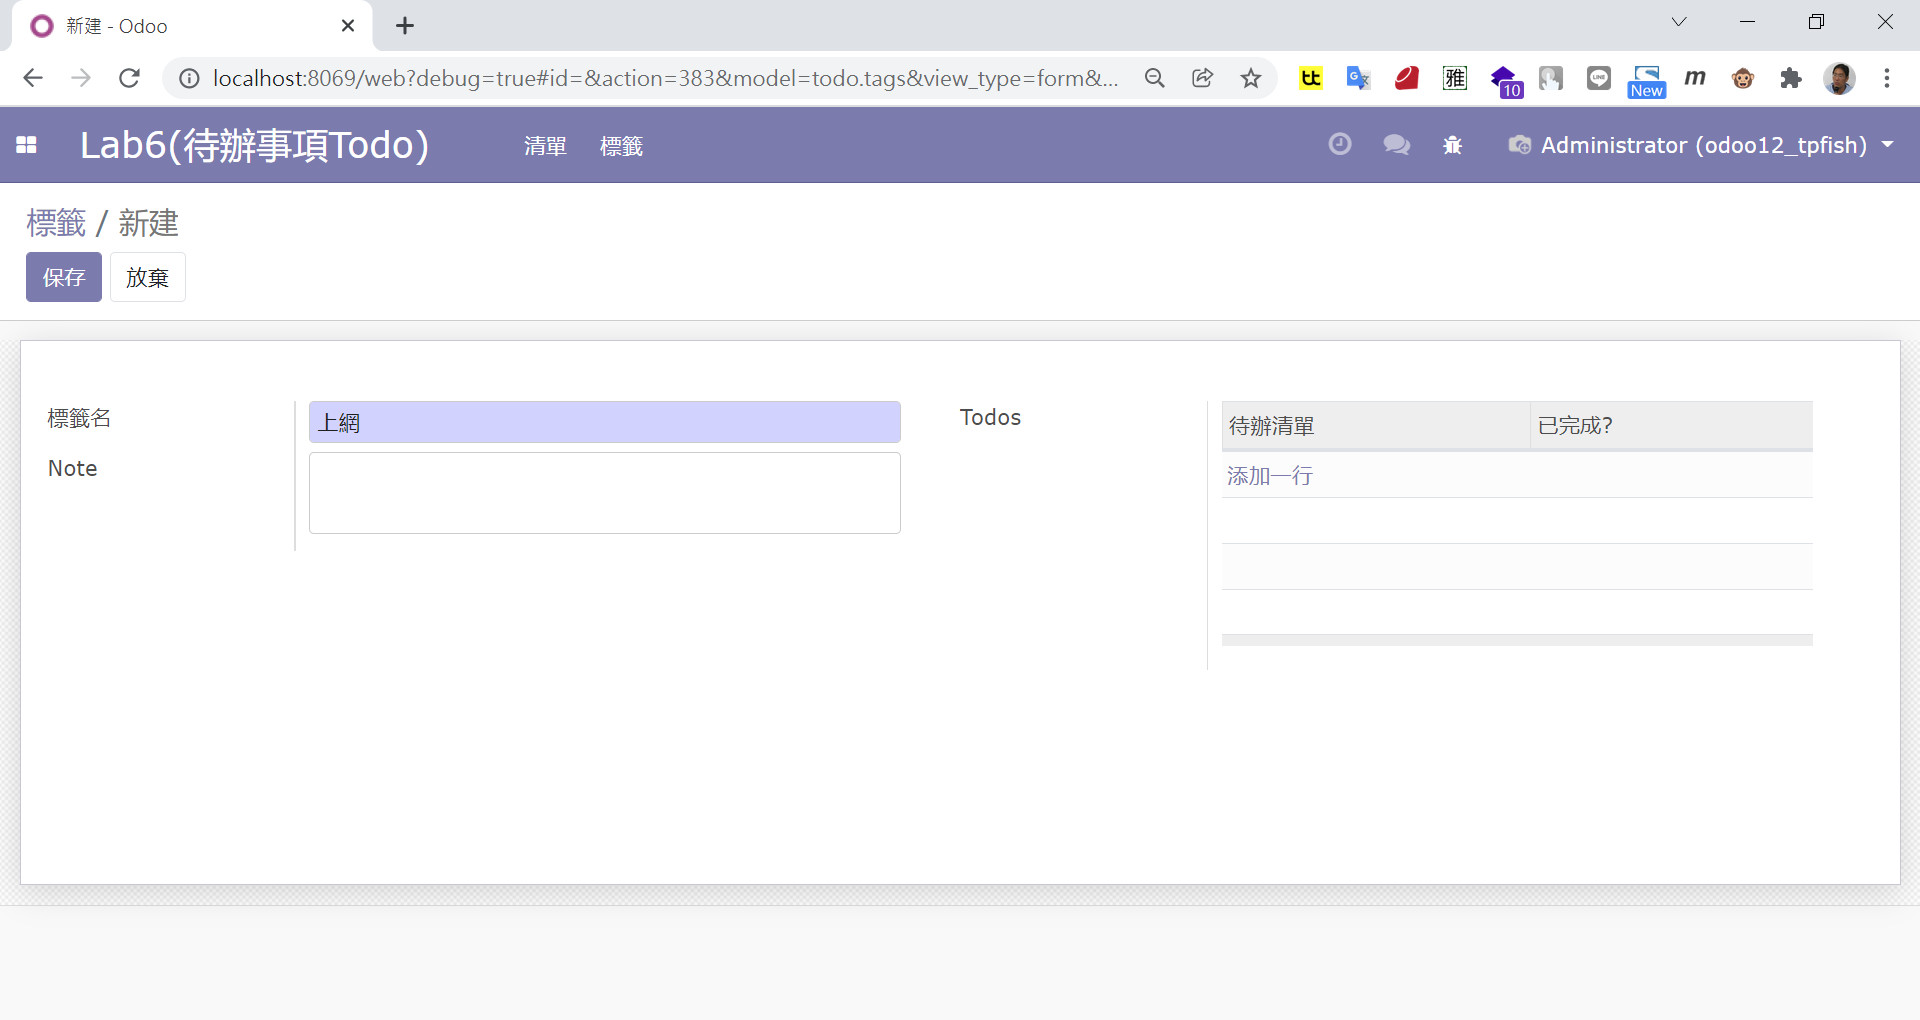 新建 - Odoo
localhost:8069/web?debug=true#id=&action=383&model=todo.tags&view_type=form&...
tt
G
雅
10
LINE
New
m
Lab6(待辦事項Todo)
清單
標籤
Administrator (odoo12_tpfish)
標籤 / 新建
保存
放棄
標籤名
上網
Note
Todos
待辦清單
已完成?
添加一行